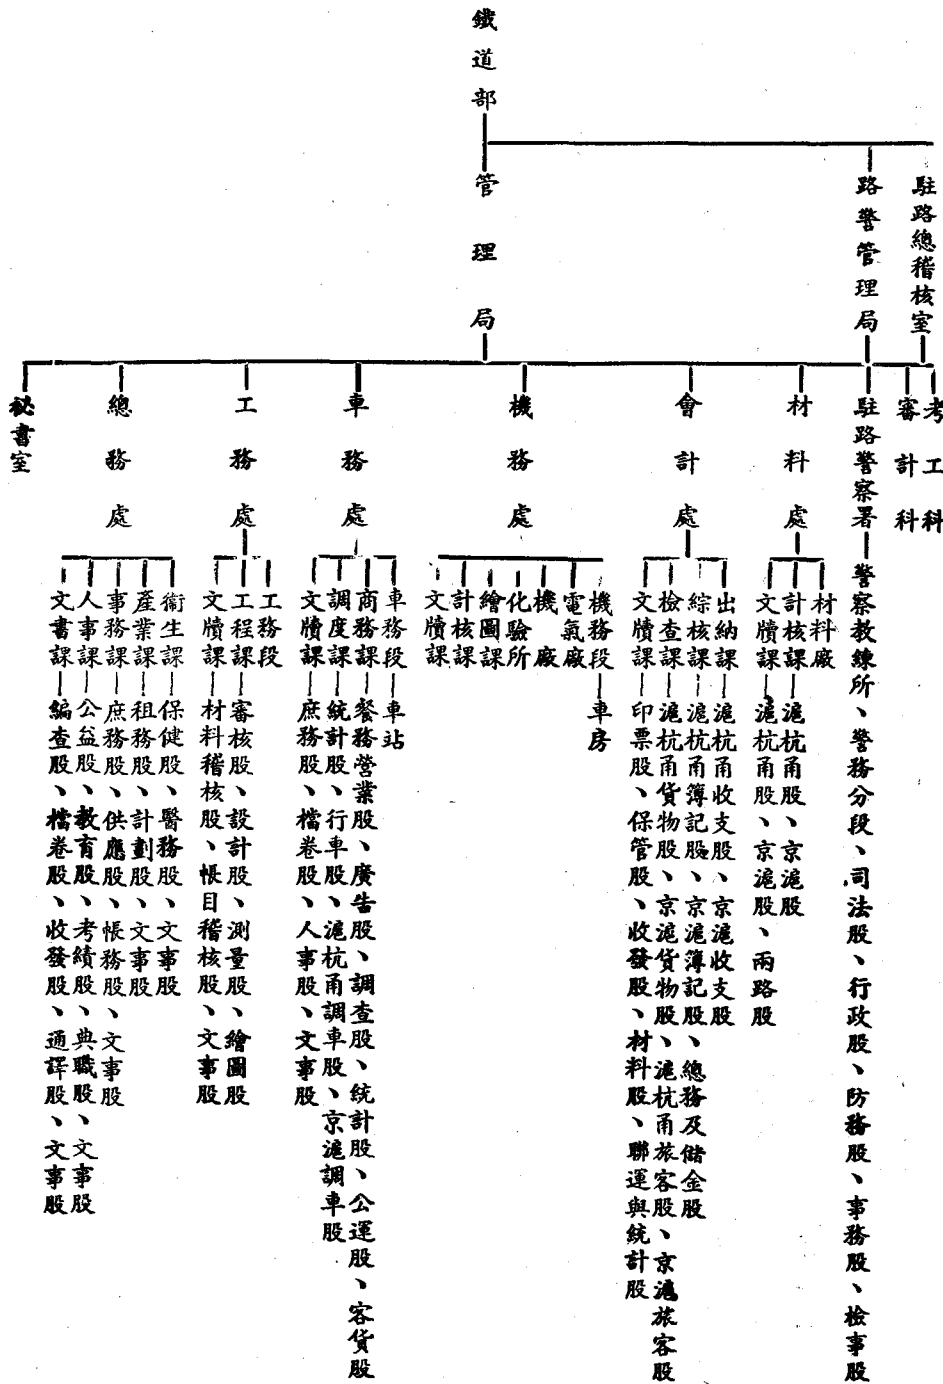 鐵道部
駐路總稽核室
路警管理局
管理局
考工科
審計科
駐路警察署
警察教練所、警務分段、司法股、行政股、防務股、事務股、檢事股
材料處
材料廠
計核課
滬杭甬股、京滬股
文牘課
滬杭甬股、京滬股、兩路股
會計處
出納課
滬杭甬收支股、京滬收支股
綜核課
滬杭甬簿記股、京滬簿記股、總務及儲金股
檢查課
滬杭甬貨物股、京滬貨物股、滬杭甬旅客股、京滬旅客股
文牘課
印票股、保管股、收發股、材料股、聯運與統計股
機務處
機務段
車房
電氣廠
機廠
化驗所
繪圖課
計核課
文牘課
車務處
車務段
車站
商務課
餐務營業股、廣告股、調查股、統計股、公運股、客貨股
調度課
統計股、行車股、滬杭甬調車股、京滬調車股
文牘課
庶務股、檔卷股、人事股、文事股
工務處
工務段
工程課
審核股、設計股、測量股、繪圖股
文牘課
材料稽核股、帳目稽核股、文事股
總務處
衞生課
保健股、醫務股、文事股
產業課
租務股、計劃股、文事股
事務課
庶務股、供應股、帳務股、文事股
人事課
公益股、教育股、考績股、典職股、文事股
文書課
編查股、檔卷股、收發股、通譯股、文事股
秘書室